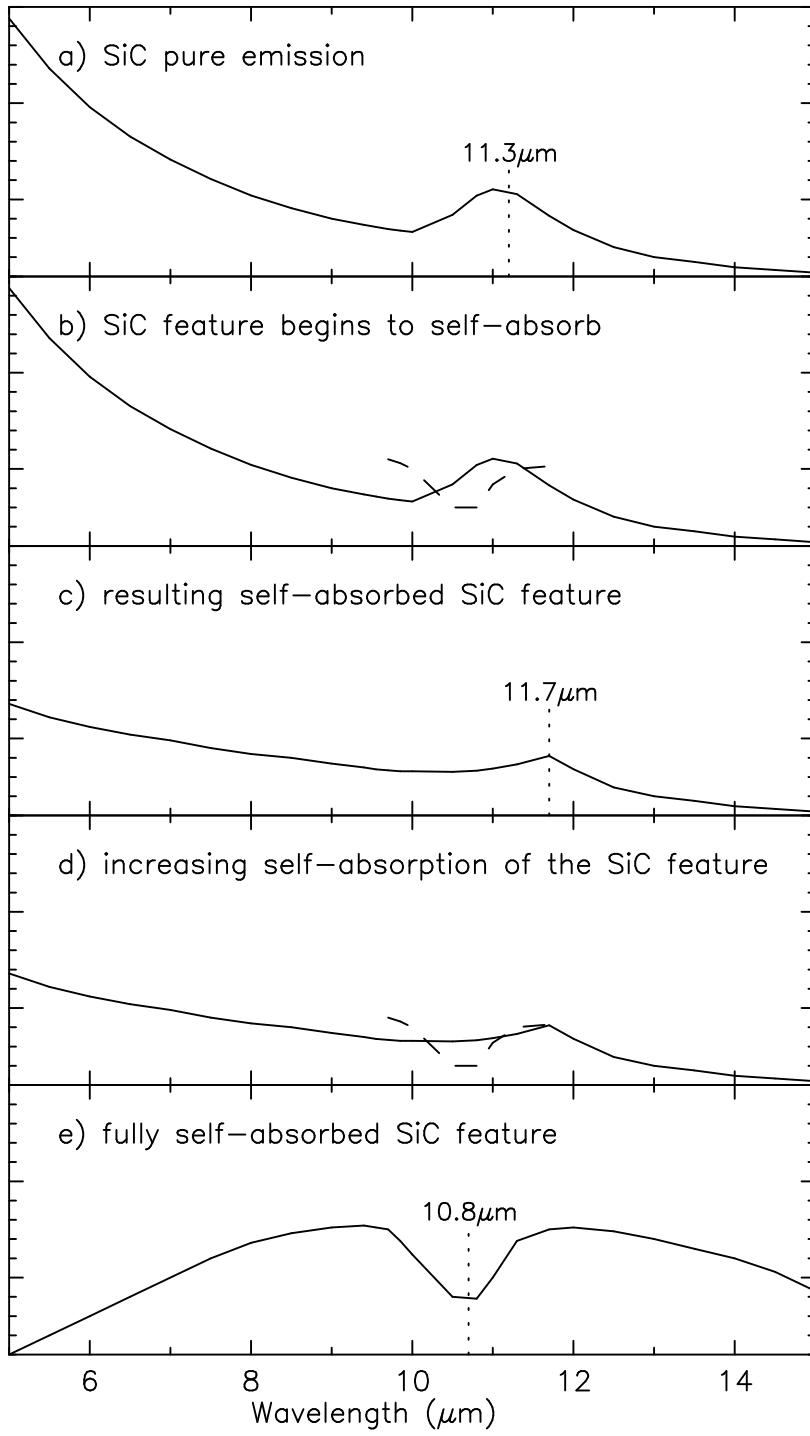 a) SiC pure emission
11.3μm
b) SiC feature begins to self-absorb
c) resulting self-absorbed SiC feature
11.7μm
d) increasing self-absorption of the SiC feature
e) fully self-absorbed SiC feature
10.8μm
6 8 10 12 14
Wavelength (μm)